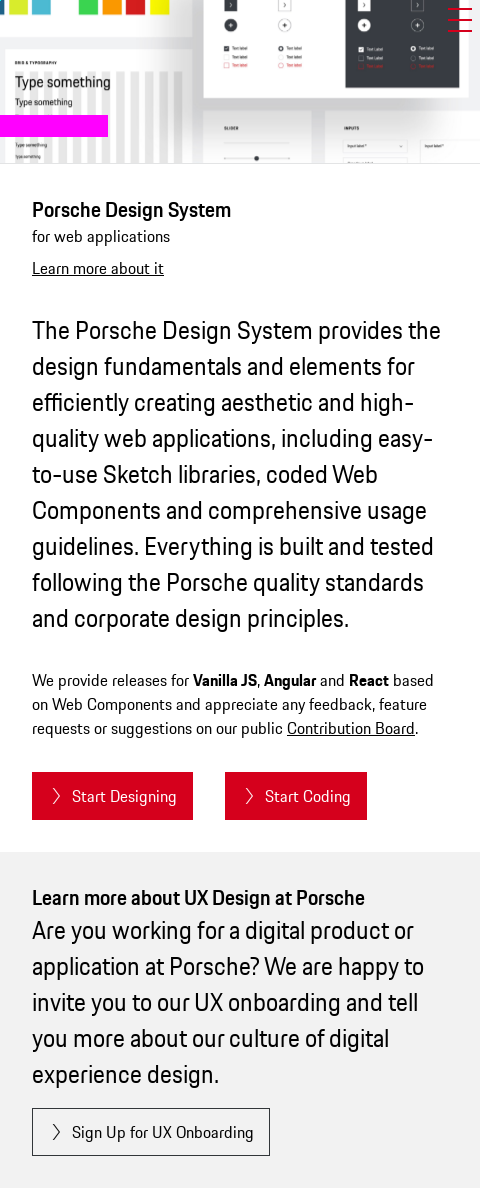 Text label
Text label
Text label
Text label
Text label
Text label
Text label
Text label
Text label
Text label
GRID & TYPOGRAPHY
Type something
Type something
Type something
Type something
SLIDER
INPUTS
Input label*
Input label*
Porsche Design System
for web applications
Learn more about it
The Porsche Design System provides the
design fundamentals and elements for
efficiently creating aesthetic and high-
quality web applications, including easy-
to-use Sketch libraries, coded Web
Components and comprehensive usage
guidelines. Everything is built and tested
following the Porsche quality standards
and corporate design principles.
We provide releases for Vanilla JS, Angular and React based
on Web Components and appreciate any feedback, feature
requests or suggestions on our public Contribution Board.
Start Designing
Start Coding
Learn more about UX Design at Porsche
Are you working for a digital product or
application at Porsche? We are happy to
invite you to our UX onboarding and tell
you more about our culture of digital
experience design.
Sign Up for UX Onboarding